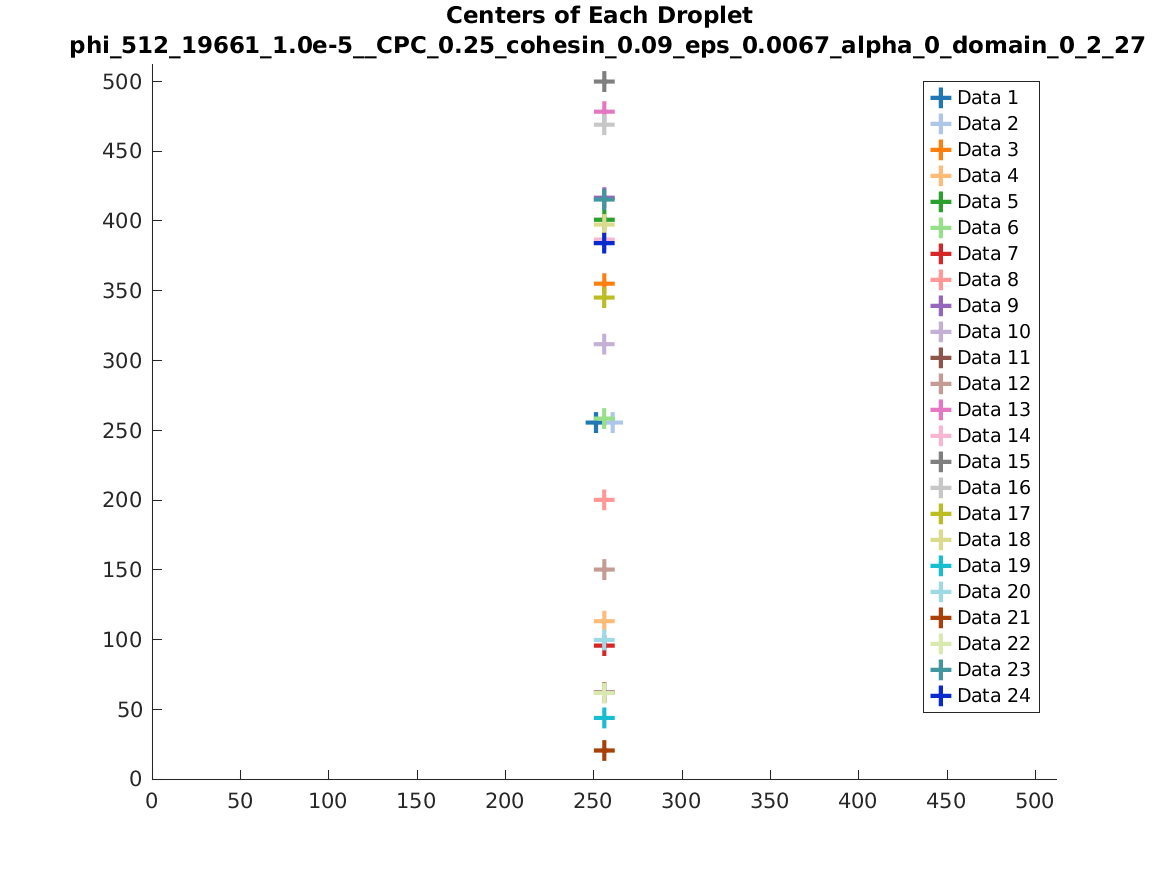 Centers of Each Droplet
phi_512_19661_1.0e-5__CPC_0.25_cohesin_0.09_eps_0.0067_alpha_0_domain_0_2_27
500
450
400
350
300
250
200
150
100
50
0
0 50 100 150 200 250 300 350 400 450 500
Data 1
Data 2
Data 3
Data 4
Data 5
Data 6
Data 7
Data 8
Data 9
Data 10
Data 11
Data 12
Data 13
Data 14
Data 15
Data 16
Data 17
Data 18
Data 19
Data 20
Data 21
Data 22
Data 23
Data 24